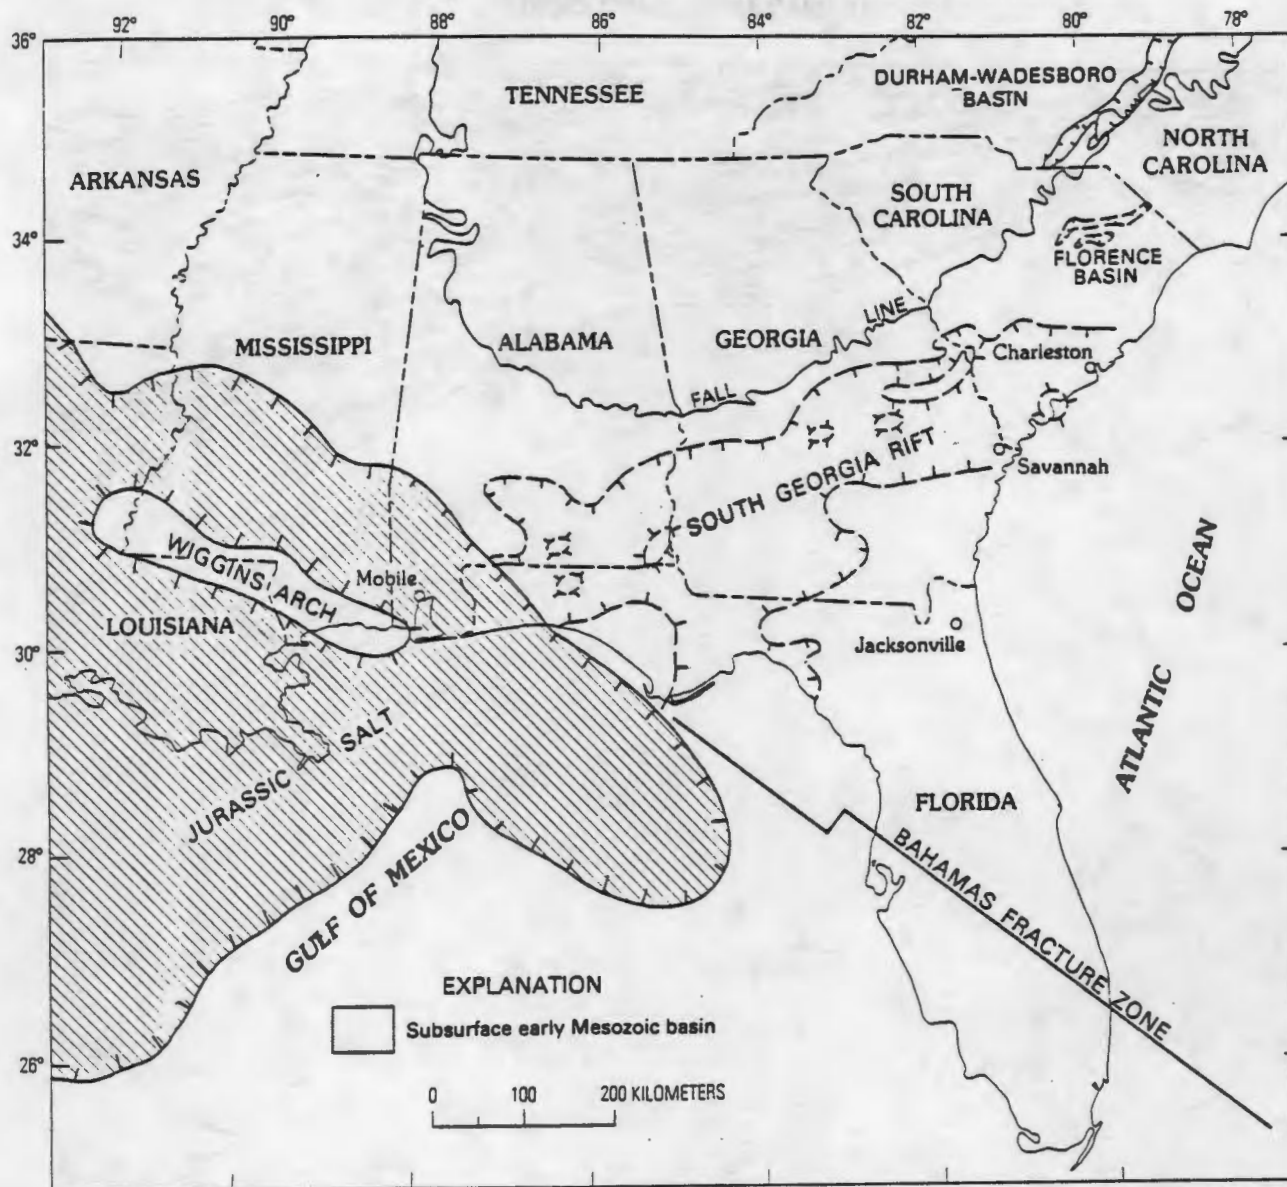 92° 90° 88° 86° 84° 82° 80° 78°
36°
DURHAM-WADESBORO
BASIN
TENNESSEE
NORTH
CAROLINA
ARKANSAS
SOUTH
CAROLINA
34°
FLORENCE
BASIN
FALL LINE
MISSISSIPPI
ALABAMA
GEORGIA
Charleston
32°
SOUTH GEORGIA RIFT
Savannah
WIGGINS ARCH
Mobile
LOUISIANA
30°
Jacksonville
ATLANTIC OCEAN
JURASSIC SALT
FLORIDA
28°
GULF OF MEXICO
BAHAMAS FRACTURE ZONE
EXPLANATION
Subsurface early Mesozoic basin
26°
0 100 200 KILOMETERS